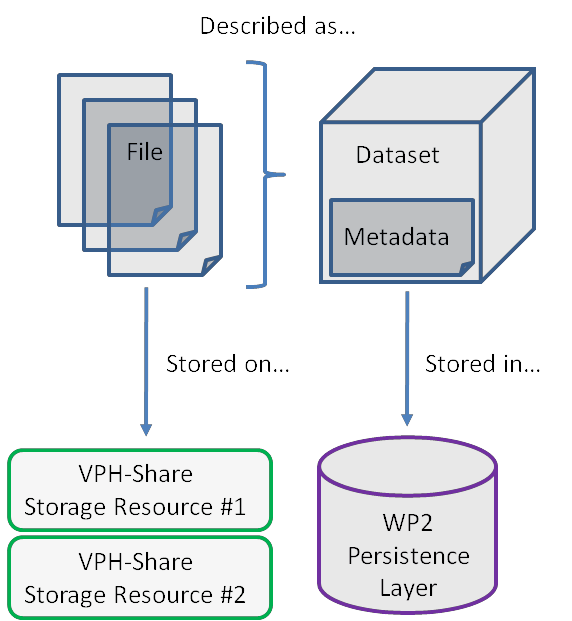 Described as…
File
Dataset
Metadata
Stored on…
Stored in…
VPH-Share
Storage Resource #1
VPH-Share
Storage Resource #2
WP2
Persistence
Layer